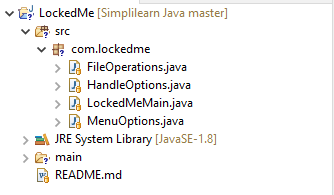 LockedMe [Simplilearn Java master]
src
com.lockedme
FileOperations.java
HandleOptions.java
LockedMeMain.java
MenuOptions.java
JRE System Library [JavaSE-1.8]
main
README.md